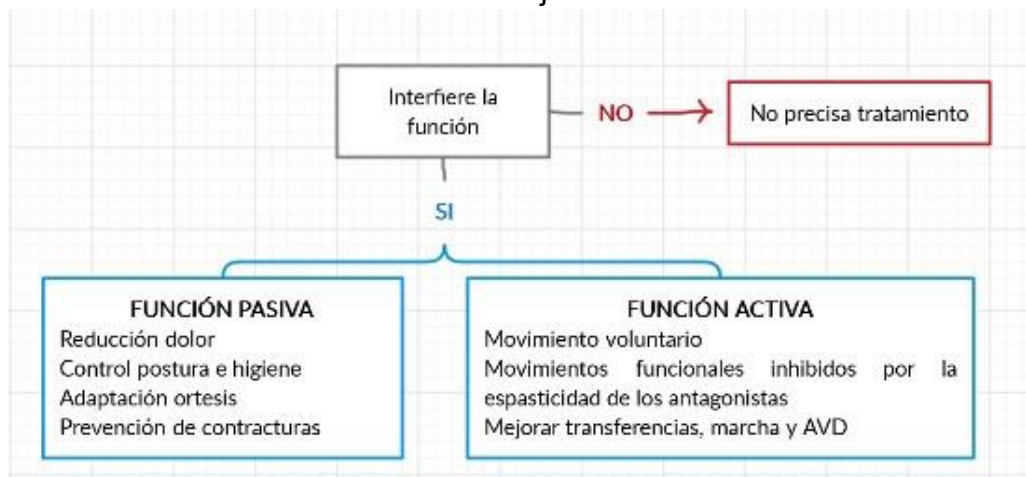 Interfiere la
función
NO
No precisa tratamiento
SI
FUNCIÓN PASIVA
Reducción dolor
Control postura e higiene
Adaptación ortesis
Prevención de contracturas
FUNCIÓN ACTIVA
Movimiento voluntario
Movimientos funcionales inhibidos por la
espasticidad de los antagonistas
Mejorar transferencias, marcha y AVD